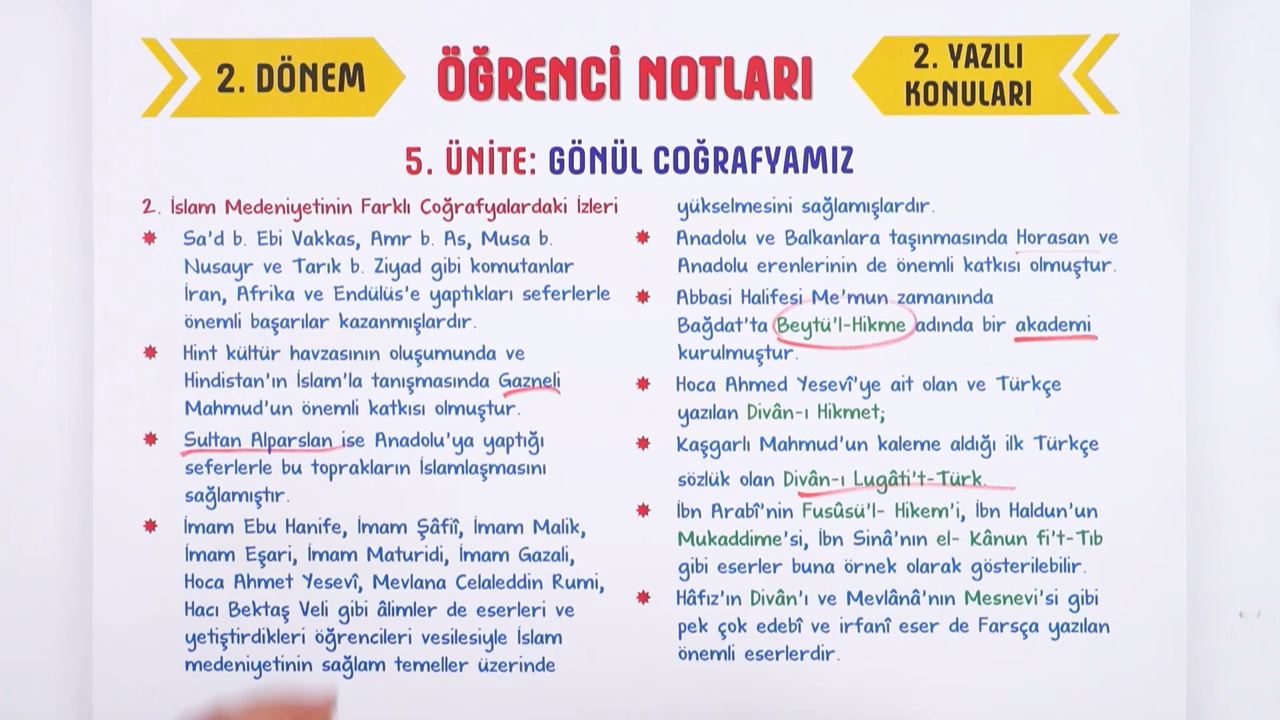 2. DÖNEM
ÖĞRENCİ NOTLARI
2. YAZILI
KONULARI
5. ÜNİTE: GÖNÜL COĞRAFYAMIZ
2. İslam Medeniyetinin Farklı Coğrafyalardaki İzleri
Sa'd b. Ebi Vakkas, Amr b. As, Musa b.
Nusayr ve Tarık b. Ziyad gibi komutanlar
İran, Afrika ve Endülüs'e yaptıkları seferlerle
önemli başarılar kazanmışlardır.
Hint kültür havzasının oluşumunda ve
Hindistan'ın İslam'la tanışmasında Gazneli
Mahmud'un önemli katkısı olmuştur.
Sultan Alparslan ise Anadolu'ya yaptığı
seferlerle bu toprakların İslamlaşmasını
sağlamıştır.
İmam Ebu Hanife, İmam Şâfiî, İmam Malik,
İmam Eşari, İmam Maturidi, İmam Gazali,
Hoca Ahmet Yesevî, Mevlana Celaleddin Rumi,
Hacı Bektaş Veli gibi âlimler de eserleri ve
yetiştirdikleri öğrencileri vesilesiyle İslam
medeniyetinin sağlam temeller üzerinde
yükselmesini sağlamışlardır.
Anadolu ve Balkanlara taşınmasında Horasan ve
Anadolu erenlerinin de önemli katkısı olmuştur.
Abbasi Halifesi Me'mun zamanında
Bağdat'ta Beytü'l-Hikme adında bir akademi
kurulmuştur.
Hoca Ahmed Yesevî'ye ait olan ve Türkçe
yazılan Divân-ı Hikmet;
Kaşgarlı Mahmud'un kaleme aldığı ilk Türkçe
sözlük olan Divân-ı Lugâti't-Türk.
İbn Arabî'nin Fusûsü'l- Hikem'i, İbn Haldun'un
Mukaddime'si, İbn Sinâ'nın el- Kânun fi't-Tıb
gibi eserler buna örnek olarak gösterilebilir.
Hâfız'ın Divân'ı ve Mevlânâ'nın Mesnevi'si gibi
pek çok edebî ve irfanî eser de Farsça yazılan
önemli eserlerdir.